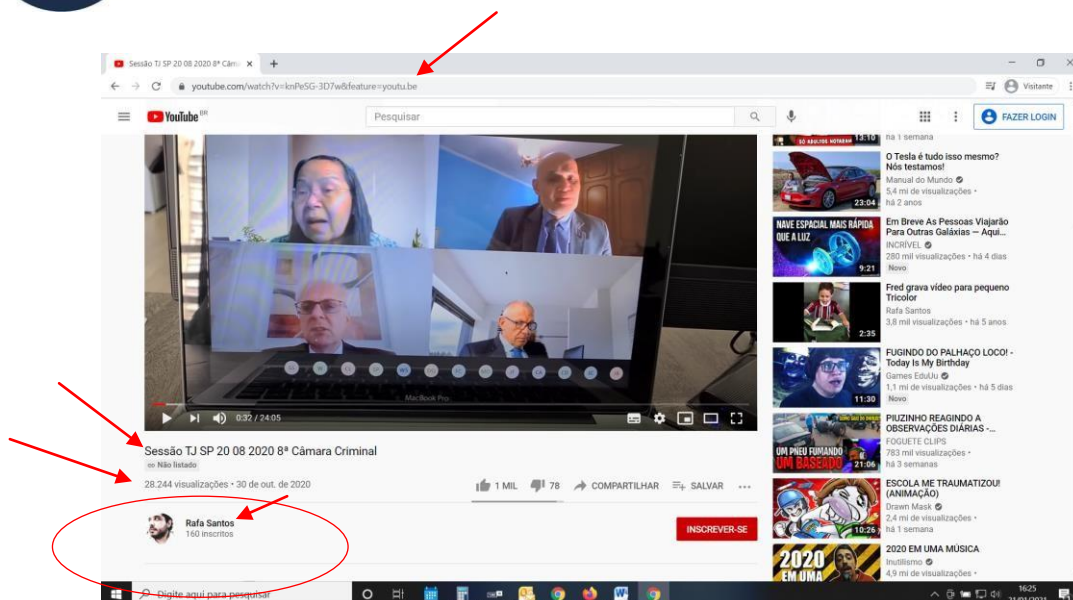 Sessão TJ SP 20 08 2020 8ª Câm
youtube.com/watch?v=knPeSG-3D7w&feature=youtu.be
Visitante
YouTube BR
Pesquisar
FAZER LOGIN
MacBook Pro
0:32 / 24:05
Sessão TJ SP 20 08 2020 8ª Câmara Criminal
Não listado
28.244 visualizações • 30 de out. de 2020
1 MIL 78 COMPARTILHAR SALVAR
Rafa Santos
160 inscritos
INSCREVER-SE
SÓ ADULTOS NOTARAM
13:10
há 1 semana
23:04
O Tesla é tudo isso mesmo?
Nós testamos!
Manual do Mundo
5,4 mi de visualizações •
há 2 anos
NAVE ESPACIAL MAIS RÁPIDA
QUE A LUZ
9:21
Em Breve As Pessoas Viajarão
Para Outras Galáxias — Aqui...
INCRÍVEL
280 mil visualizações • há 4 dias
Novo
2:35
Fred grava vídeo para pequeno
Tricolor
Rafa Santos
3,8 mil visualizações • há 5 anos
11:30
FUGINDO DO PALHAÇO LOCO! -
Today Is My Birthday
Games EduUu
1,1 mi de visualizações • há 5 dias
Novo
UM PNEU FUMANDO
UM BASEADO
21:06
PIUZINHO REAGINDO A
OBSERVAÇÕES DIÁRIAS -...
FOGUETE CLIPS
783 mil visualizações •
há 3 semanas
10:26
ESCOLA ME TRAUMATIZOU!
(ANIMAÇÃO)
Drawn Mask
2,4 mi de visualizações •
há 1 semana
2020
EM UMA
2020 EM UMA MÚSICA
Inutilismo
4,9 mi de visualizações •
Digite aqui para pesquisar
16:25
21/01/2021